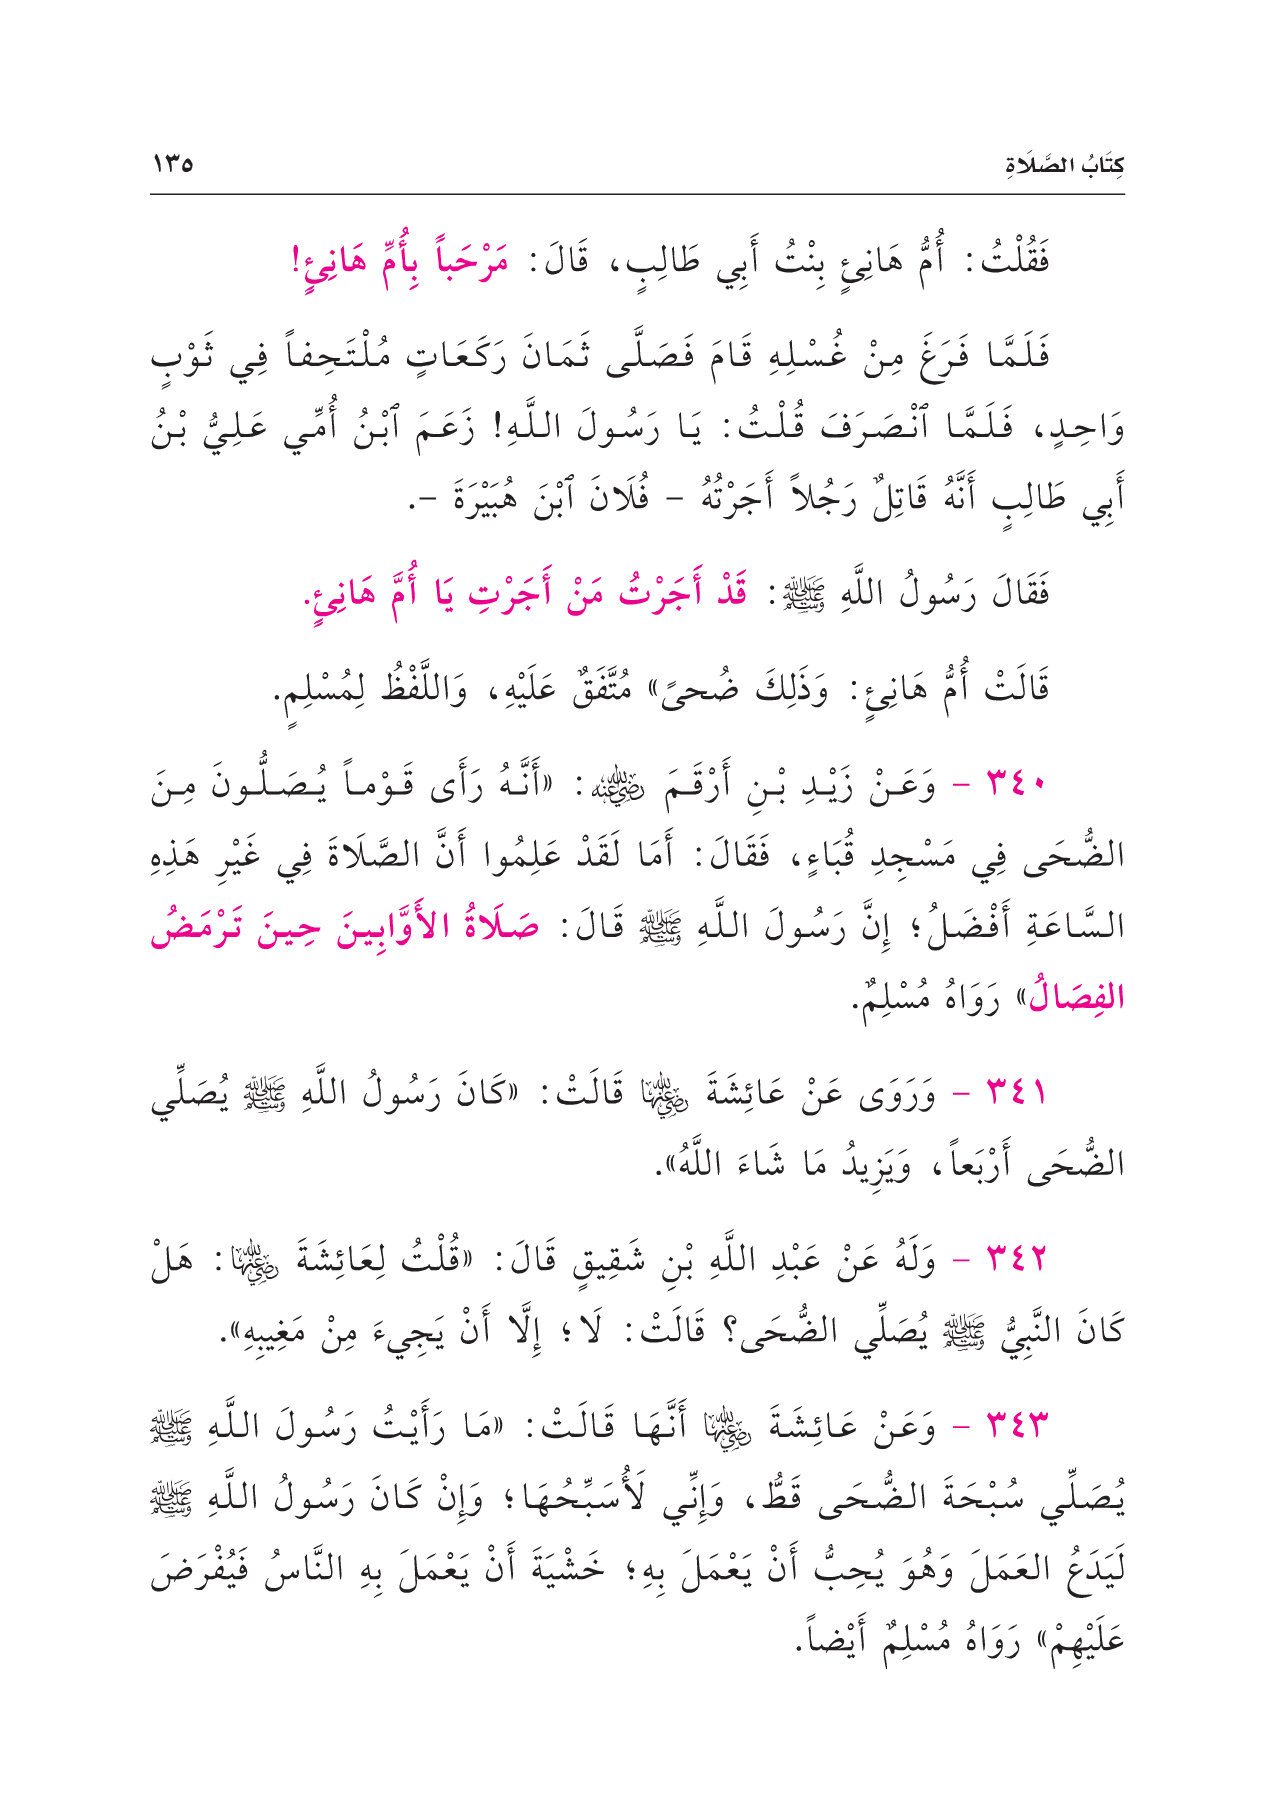 كِتَابُ الصَّلَاةِ ١٣٥
فَقُلْتُ: أُمُّ هَانِئٍ بِنْتُ أَبِي طَالِبٍ، قَالَ: مَرْحَباً بِأُمِّ هَانِئٍ!
فَلَمَّا فَرَغَ مِنْ غُسْلِهِ قَامَ فَصَلَّى ثَمَانَ رَكَعَاتٍ مُلْتَحِفاً فِي ثَوْبٍ
وَاحِدٍ، فَلَمَّا ٱنْصَرَفَ قُلْتُ: يَا رَسُولَ اللَّهِ! زَعَمَ ٱبْنُ أُمِّي عَلِيُّ بْنُ
أَبِي طَالِبٍ أَنَّهُ قَاتِلٌ رَجُلاً أَجَرْتُهُ - فُلَانَ ٱبْنَ هُبَيْرَةَ -.
فَقَالَ رَسُولُ اللَّهِ ﷺ: قَدْ أَجَرْتُ مَنْ أَجَرْتِ يَا أُمَّ هَانِئٍ.
قَالَتْ أُمُّ هَانِئٍ: وَذَلِكَ ضُحىً» مُتَّفَقٌ عَلَيْهِ، وَاللَّفْظُ لِمُسْلِمٍ.
٣٤٠ - وَعَنْ زَيْدِ بْنِ أَرْقَمَ رضي الله عنه: «أَنَّهُ رَأَى قَوْماً يُصَلُّونَ مِنَ
الضُّحَى فِي مَسْجِدِ قُبَاءٍ، فَقَالَ: أَمَا لَقَدْ عَلِمُوا أَنَّ الصَّلَاةَ فِي غَيْرِ هَذِهِ
السَّاعَةِ أَفْضَلُ؛ إِنَّ رَسُولَ اللَّهِ ﷺ قَالَ: صَلَاةُ الأَوَّابِينَ حِينَ تَرْمَضُ
الفِصَالُ» رَوَاهُ مُسْلِمٌ.
٣٤١ - وَرَوَى عَنْ عَائِشَةَ رضي الله عنها قَالَتْ: «كَانَ رَسُولُ اللَّهِ ﷺ يُصَلِّي
الضُّحَى أَرْبَعاً، وَيَزِيدُ مَا شَاءَ اللَّهُ».
٣٤٢ - وَلَهُ عَنْ عَبْدِ اللَّهِ بْنِ شَقِيقٍ قَالَ: «قُلْتُ لِعَائِشَةَ رضي الله عنها: هَلْ
كَانَ النَّبِيُّ ﷺ يُصَلِّي الضُّحَى؟ قَالَتْ: لَا؛ إِلَّا أَنْ يَجِيءَ مِنْ مَغِيبِهِ».
٣٤٣ - وَعَنْ عَائِشَةَ رضي الله عنها أَنَّهَا قَالَتْ: «مَا رَأَيْتُ رَسُولَ اللَّهِ ﷺ
يُصَلِّي سُبْحَةَ الضُّحَى قَطُّ، وَإِنِّي لَأُسَبِّحُهَا؛ وَإِنْ كَانَ رَسُولُ اللَّهِ ﷺ
لَيَدَعُ العَمَلَ وَهُوَ يُحِبُّ أَنْ يَعْمَلَ بِهِ؛ خَشْيَةَ أَنْ يَعْمَلَ بِهِ النَّاسُ فَيُفْرَضَ
عَلَيْهِمْ» رَوَاهُ مُسْلِمٌ أَيْضاً.